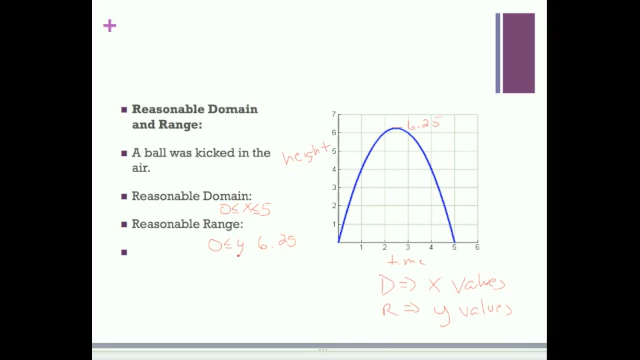 +
Reasonable Domain
and Range:
A ball was kicked in the
air.
Reasonable Domain:
0 ≤ x ≤ 5
Reasonable Range:
0 ≤ y 6.25
7
6
5
4
3
2
1
1 2 3 4 5 6
6.25
height
time
D => x values
R => y values